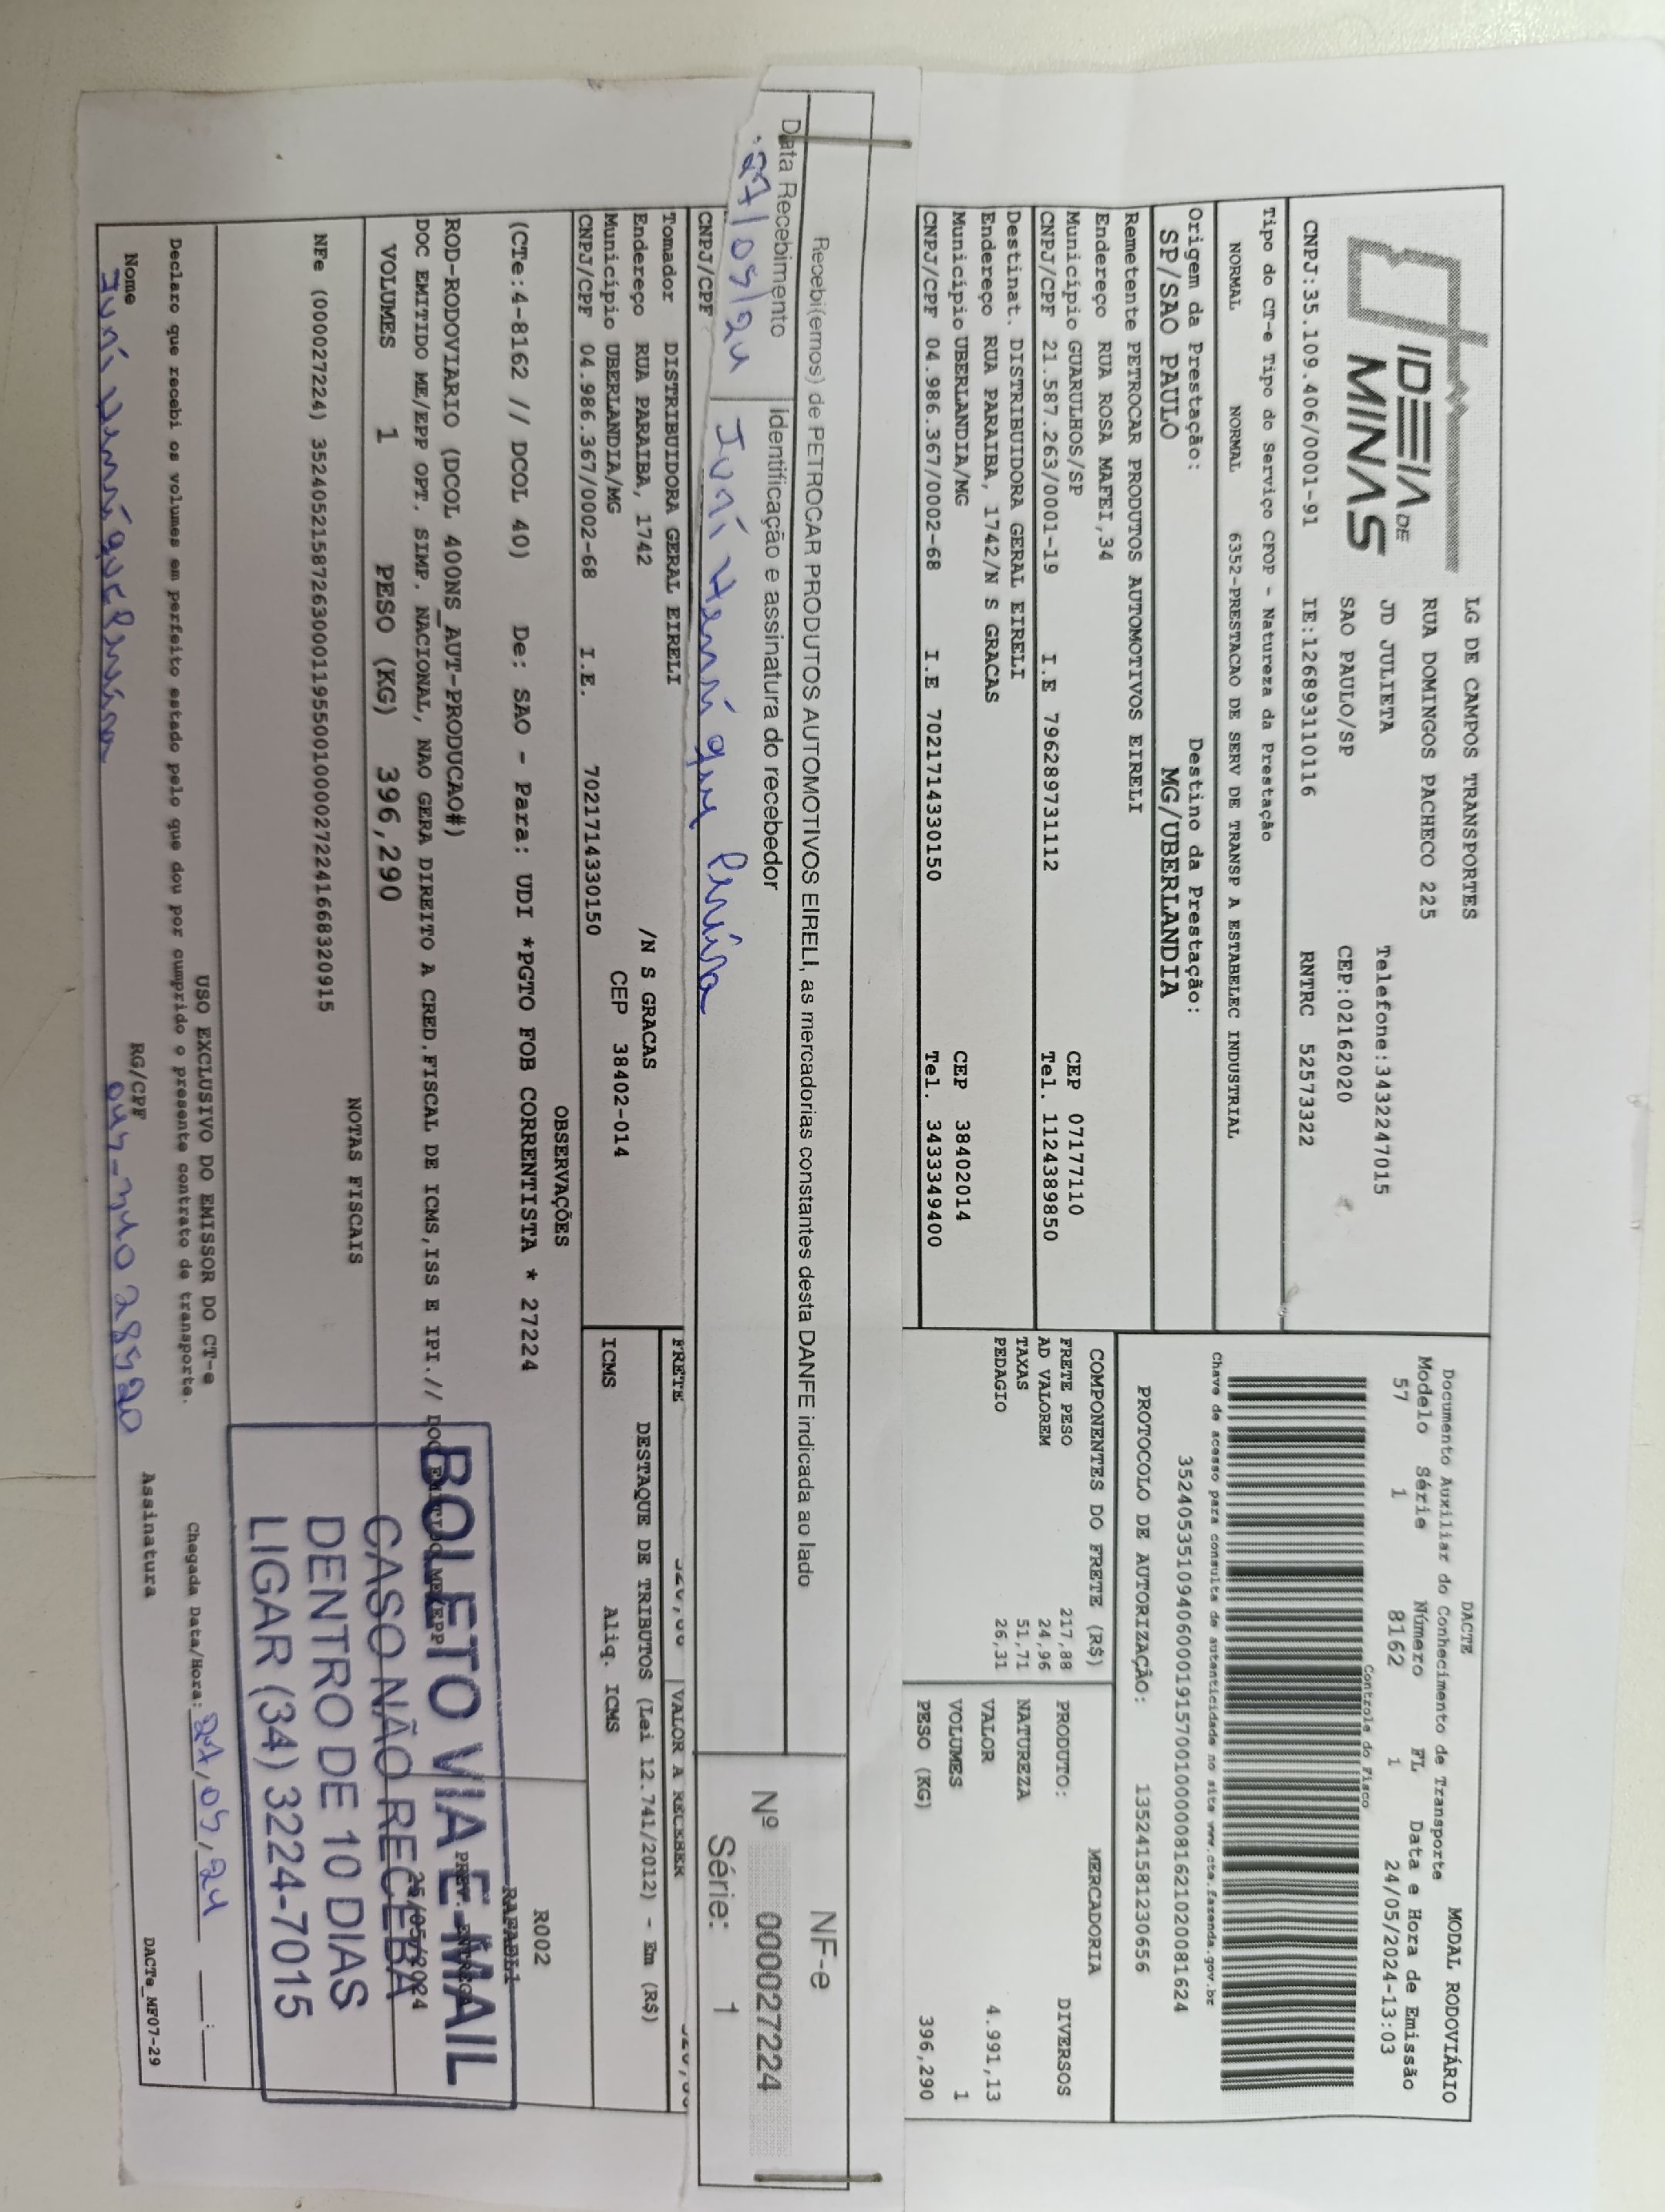 IDEIA DE
MINAS
LG DE CAMPOS TRANSPORTES
RUA DOMINGOS PACHECO 225
JD JULIETA Telefone:3432247015
SAO PAULO/SP CEP:02162020
CNPJ:35.109.406/0001-91 IE:126893110116 RNTRC 52573322
DACTE MODAL RODOVIÁRIO
Documento Auxiliar do Conhecimento de Transporte
Modelo Série Número FL Data e Hora de Emissão
57 1 8162 1 24/05/2024-13:03
Controle do Fisco
Chave de acesso para consulta de autenticidade no site www.cte.fazenda.gov.br
35240535109406000191570010000081621020081624
PROTOCOLO DE AUTORIZAÇÃO: 135241581230656
Tipo do CT-e Tipo do Serviço CFOP - Natureza da Prestação
NORMAL NORMAL 6352-PRESTACAO DE SERV DE TRANSP A ESTABELEC INDUSTRIAL
Origem da Prestação: Destino da Prestação:
SP/SAO PAULO MG/UBERLANDIA
Remetente PETROCAR PRODUTOS AUTOMOTIVOS EIRELI
Endereço RUA ROSA MAFEI,34
Município GUARULHOS/SP CEP 07177110
CNPJ/CPF 21.587.263/0001-19 I.E 796289731112 Tel. 1124389850
Destinat. DISTRIBUIDORA GERAL EIRELI
Endereço RUA PARAIBA, 1742/N S GRACAS
Município UBERLANDIA/MG CEP 38402014
CNPJ/CPF 04.986.367/0002-68 I.E 7021714330150 Tel. 3433349400
COMPONENTES DO FRETE (R$)
FRETE PESO 217,88
AD VALOREM 24,96
TAXAS 51,71
PEDAGIO 26,31
MERCADORIA
PRODUTO: DIVERSOS
NATUREZA
VALOR 4.991,13
VOLUMES 1
PESO (KG) 396,290
Recebi(emos) de PETROCAR PRODUTOS AUTOMOTIVOS EIRELI, as mercadorias constantes desta DANFE indicada ao lado
Data Recebimento Identificação e assinatura do recebedor
27/05/24
NF-e
Nº 000027224
Série: 1
CNPJ/CPF
FRETE VALOR A RECEBER
Tomador DISTRIBUIDORA GERAL EIRELI
Endereço RUA PARAIBA, 1742 /N S GRACAS
Município UBERLANDIA/MG CEP 38402-014
CNPJ/CPF 04.986.367/0002-68 I.E. 7021714330150
DESTAQUE DE TRIBUTOS (Lei 12.741/2012) - Em (R$)
ICMS Aliq. ICMS
OBSERVAÇÕES
(CTe:4-8162 // DCOL 40) De: SAO - Para: UDI *PGTO FOB CORRENTISTA * 27224
R002
ROD-RODOVIARIO (DCOL 400NS_AUT-PRODUCAO#)
DOC EMITIDO ME/EPP OPT. SIMP. NACIONAL, NAO GERA DIREITO A CRED.FISCAL DE ICMS,ISS E IPI.// DOC EMITIDO ME/EPP
PREV. ENTREGA
25/05/2024
VOLUMES 1 PESO (KG) 396,290
NOTAS FISCAIS
NFe (000027224) 35240521587263000119550010000272241668320915
BOLETO VIA E-MAIL
CASO NÃO RECEBA
DENTRO DE 10 DIAS
LIGAR (34) 3224-7015
USO EXCLUSIVO DO EMISSOR DO CT-e
Declaro que recebi os volumes em perfeito estado pelo que dou por cumprido o presente contrato de transporte.
Chegada Data/Hora: 27/05/24 __:__
Nome RG/CPF Assinatura
DACTe_MF07-29